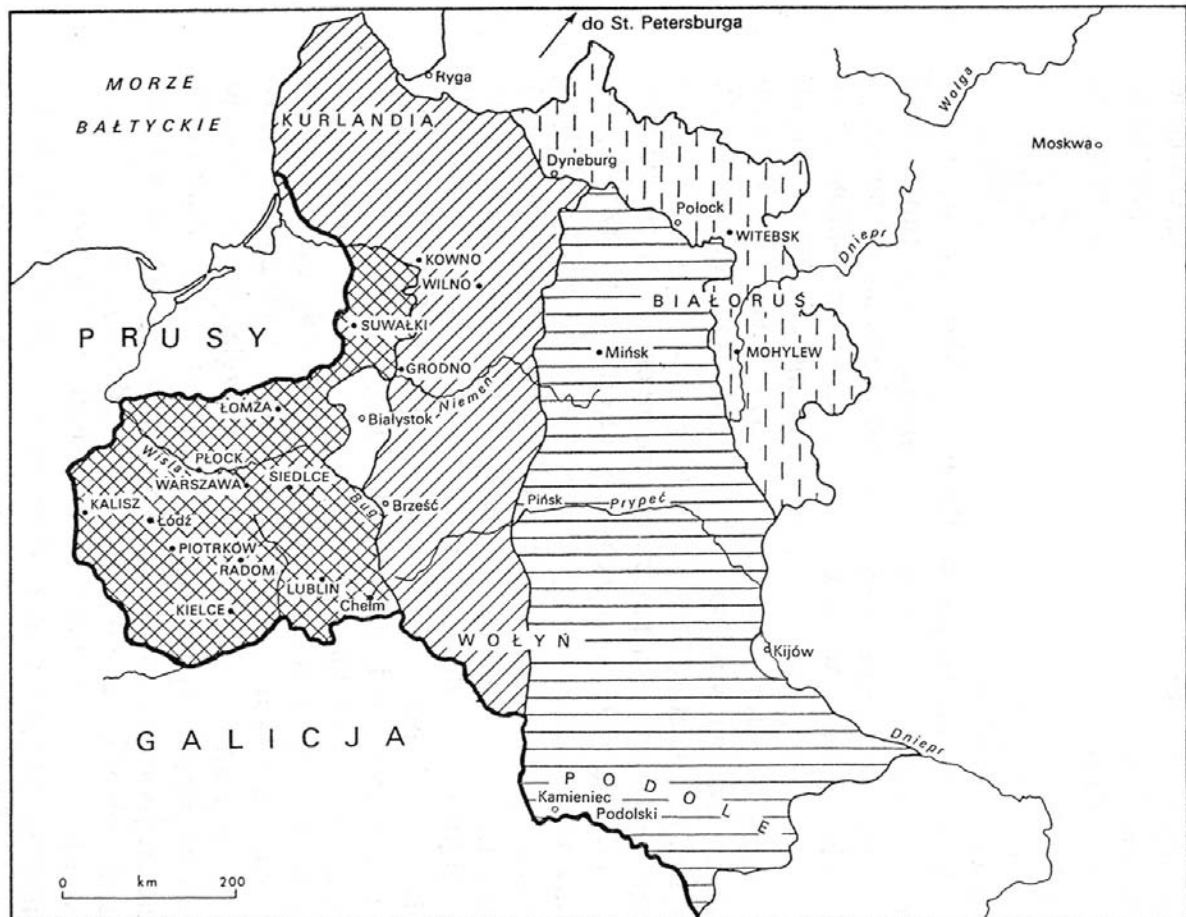 do St. Petersburga
MORZE
BAŁTYCKIE
Ryga
KURLANDIA
Wołga
Moskwa
Dyneburg
Połock
WITEBSK
Dniepr
KOWNO
WILNO
BIAŁORUŚ
PRUSY
SUWAŁKI
Mińsk
MOHYLEW
GRODNO
Niemen
ŁOMŻA
Białystok
PŁOCK
Wisła
WARSZAWA
SIEDLCE
Bug
Brześć
Pińsk
Prypeć
KALISZ
Łódź
PIOTRKÓW
RADOM
LUBLIN
Chełm
KIELCE
WOŁYŃ
Kijów
GALICJA
Dniepr
PODOLE
Kamieniec
Podolski
0 km 200